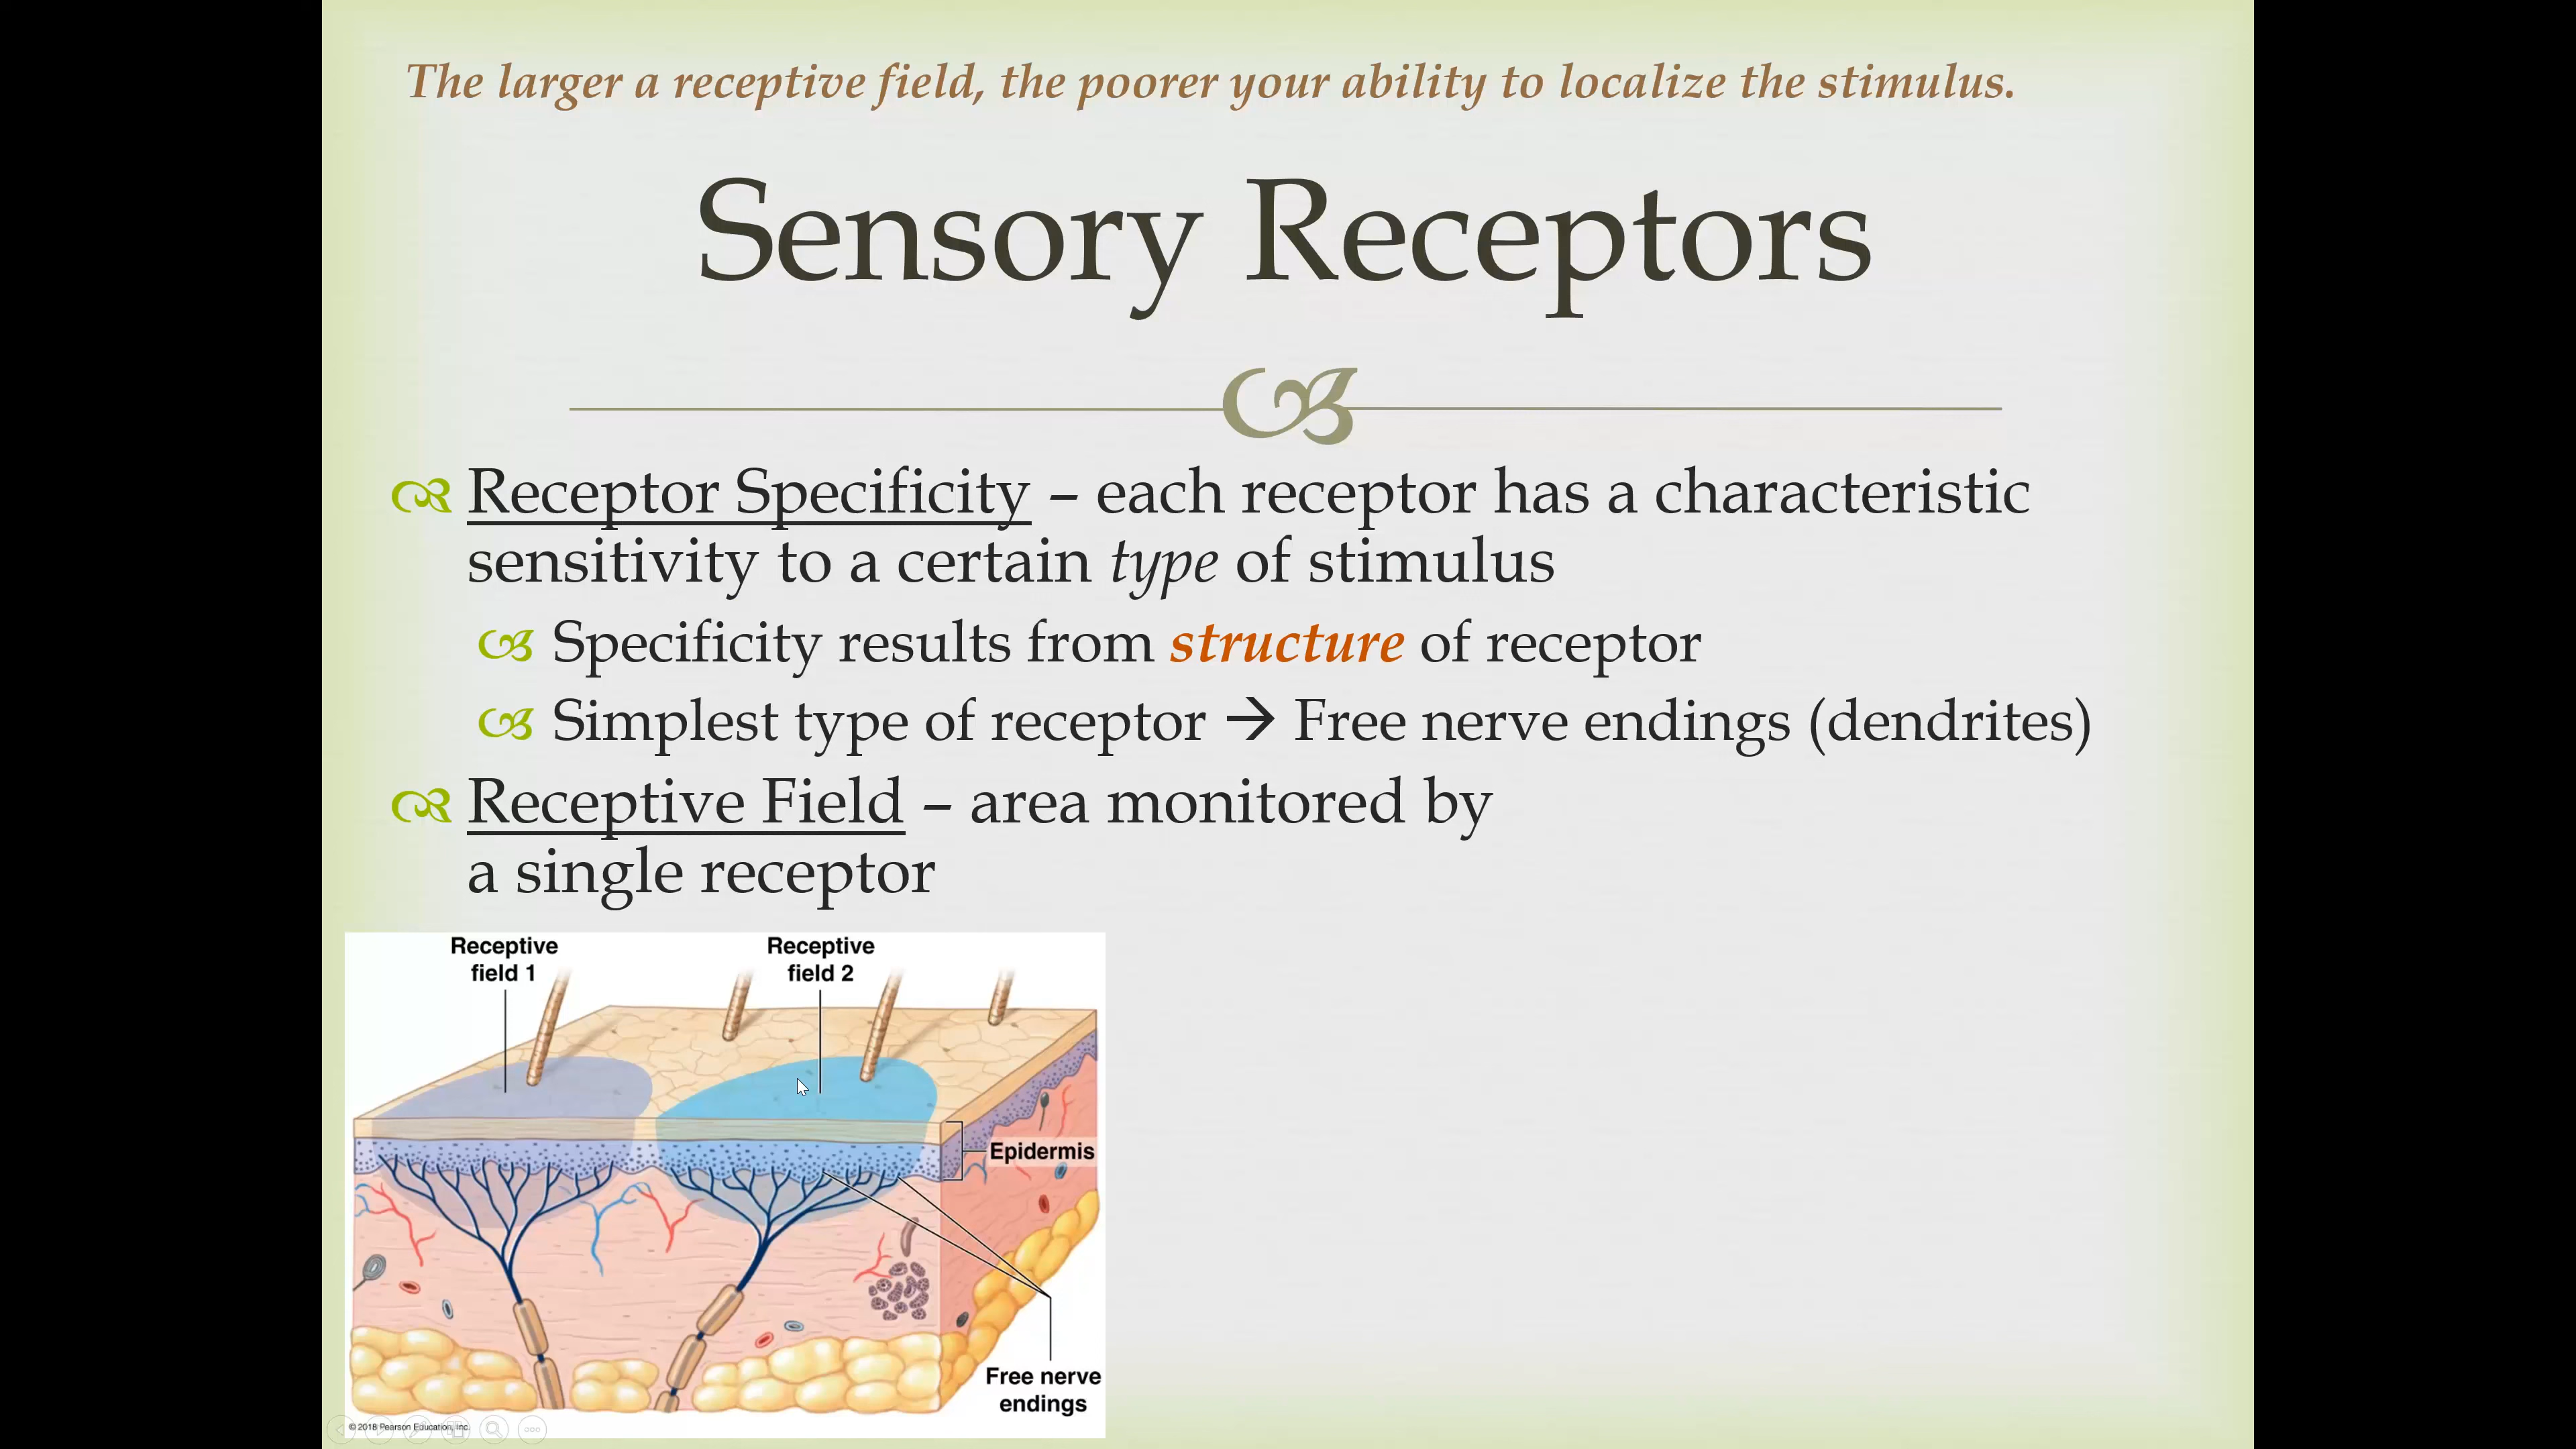 The larger a receptive field, the poorer your ability to localize the stimulus.
Sensory Receptors
Receptor Specificity – each receptor has a characteristic
sensitivity to a certain type of stimulus
Specificity results from structure of receptor
Simplest type of receptor → Free nerve endings (dendrites)
Receptive Field – area monitored by
a single receptor
Receptive
field 1
Receptive
field 2
Epidermis
Free nerve
endings
© 2018 Pearson Education, Inc.